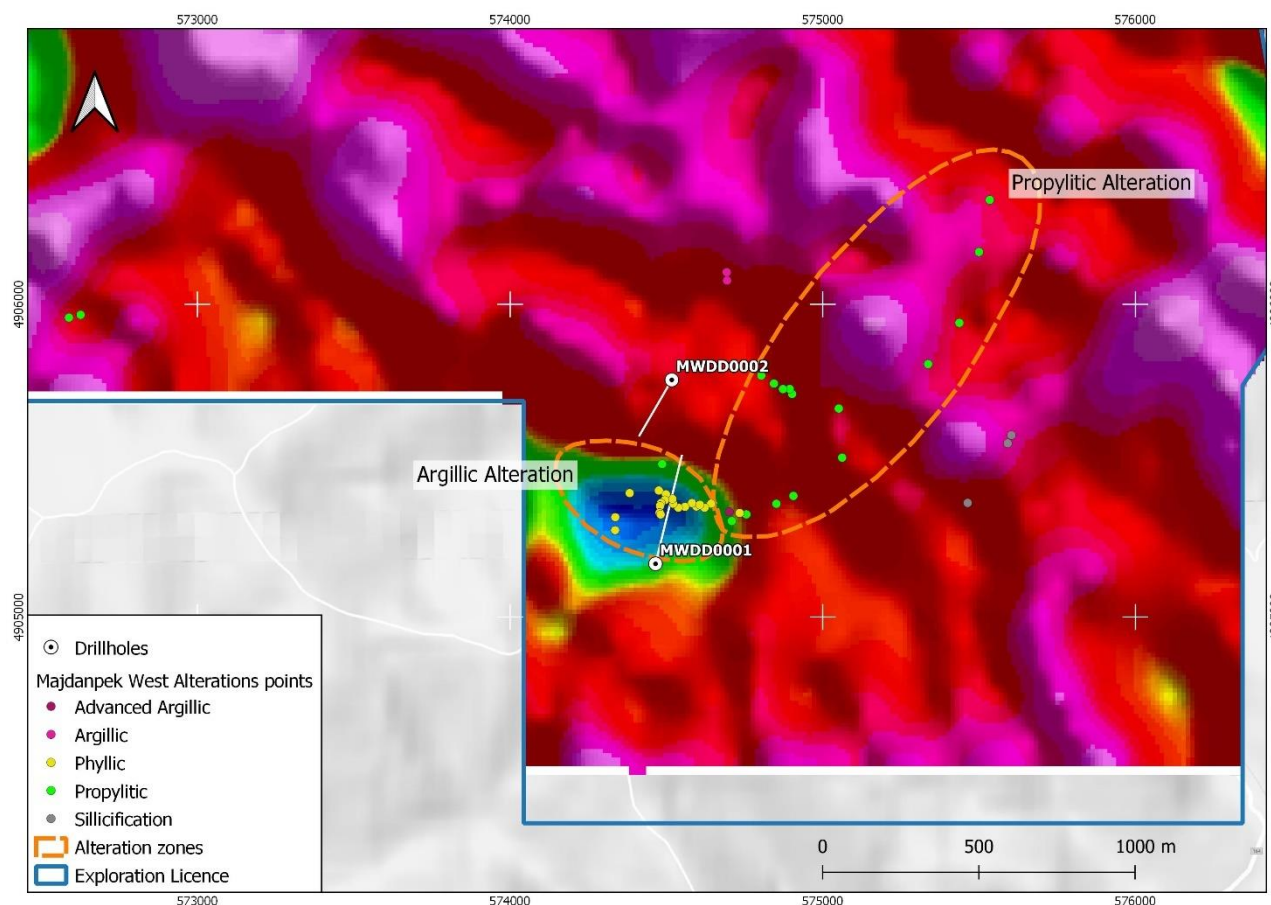 573000
574000
575000
576000
Propylitic Alteration
4906000
MWDD0002
Argillic Alteration
MWDD0001
4905000
Drillholes
Majdanpek West Alterations points
Advanced Argillic
Argillic
Phyllic
Propylitic
Sillicification
Alteration zones
Exploration Licence
0
500
1000 m
573000
574000
575000
576000